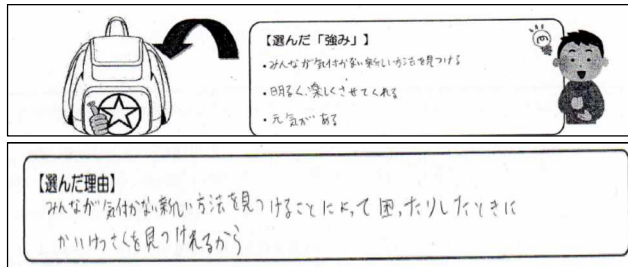 【選んだ「強み」】
・みんなが気付かない新しい方法を見つける
・明るく、楽しくさせてくれる
・元気がある
【選んだ理由】
みんなが気付かない新しい方法を見つけることによって困ったりしたときに
かいけつさくを見つけれるから